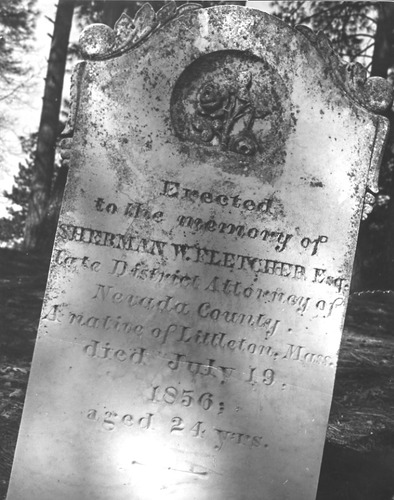 Erected
to the memory of
SHERMAN W. FLETCHER Esq.
late District Attorney of
Nevada County.
A native of Littleton, Mass.
died July 19.
1856;
aged 24 yrs.